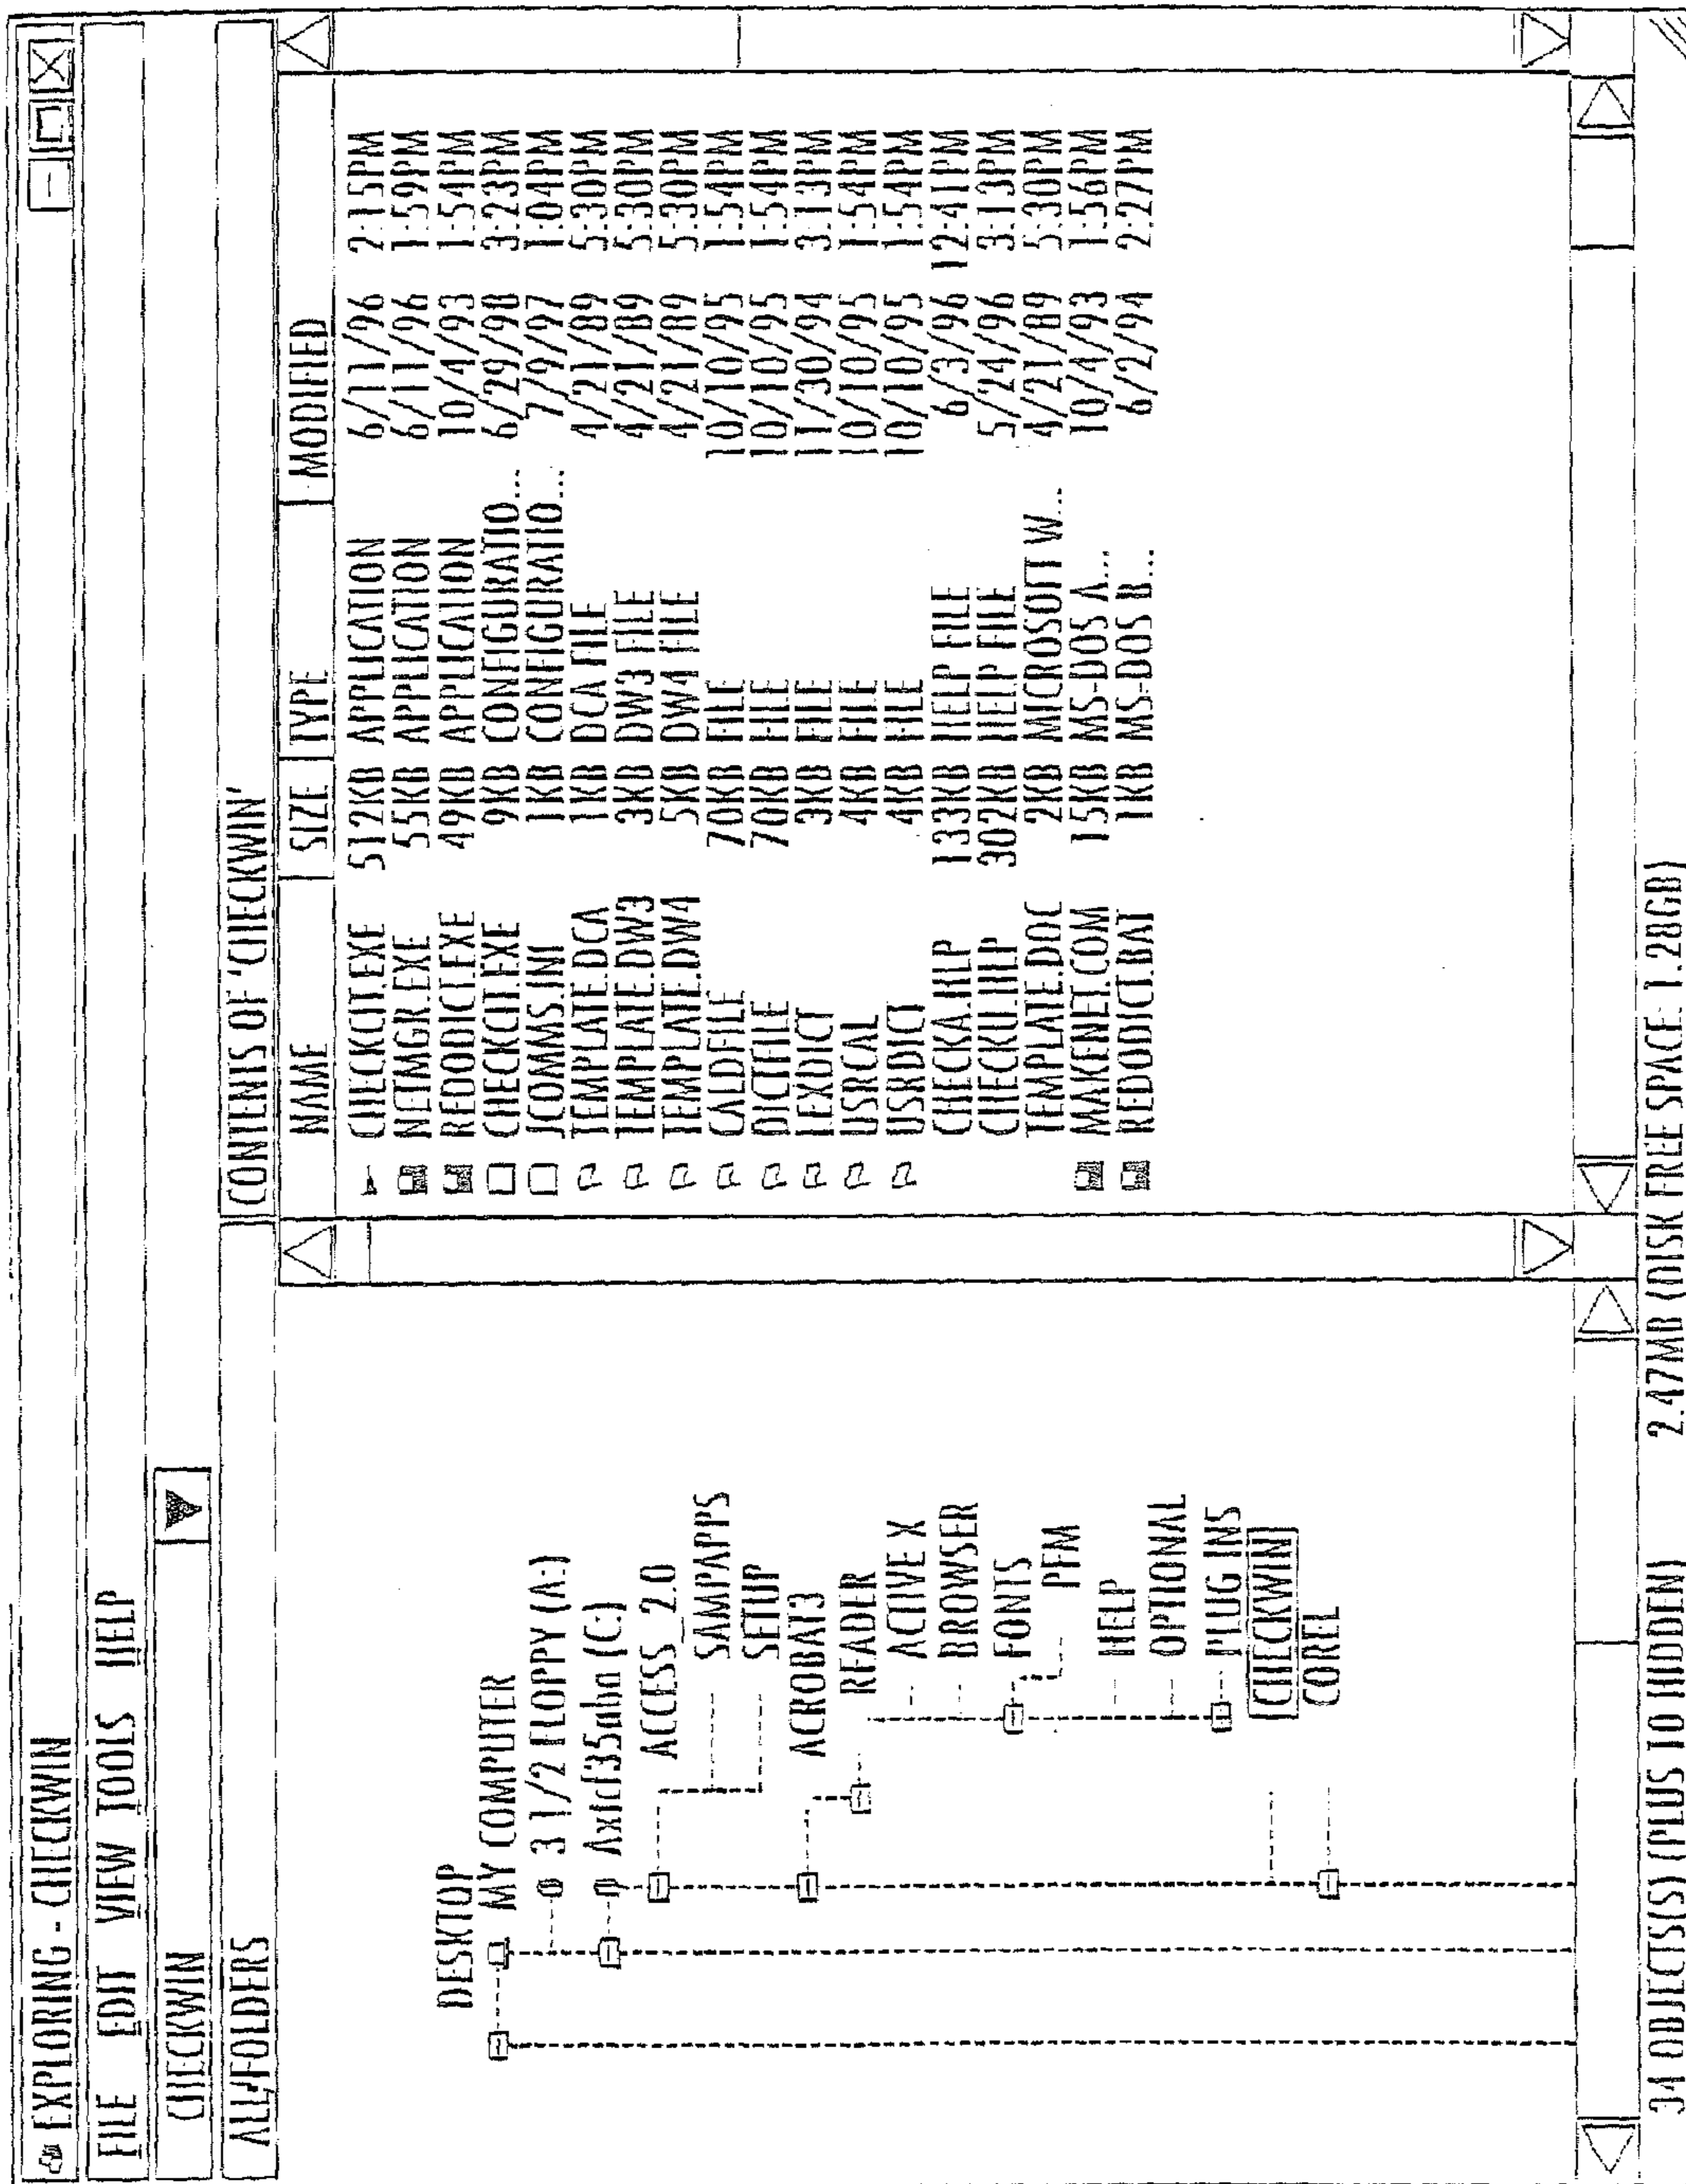 EXPLORING - CHECKWIN
FILE EDIT VIEW TOOLS HELP
CHECKWIN
ALL/FOLDERS
DESKTOP
MY COMPUTER
3 1/2 FLOPPY (A:)
(C:)
ACCESS_2.0
SAMPAPPS
SETUP
ACROBAT3
READER
ACTIVE X
BROWSER
FONTS
PFM
HELP
OPTIONAL
PLUG INS
CHECKWIN
COREL
CONTENTS OF 'CHECKWIN'
NAME SIZE TYPE MODIFIED
CHECKCIT.EXE 512KB APPLICATION 6/11/96 2:15PM
NETMGR.EXE 55KB APPLICATION 6/11/96 1:59PM
REDODICT.EXE 49KB APPLICATION 10/4/93 1:54PM
CHECKCIT.EXE 9KB CONFIGURATIO... 6/29/98 3:23PM
JCOMMS.INI 1KB CONFIGURATIO... 7/9/97 1:04PM
TEMPLATE.DCA 1KB DCA FILE 4/21/89 5:30PM
TEMPLATE.DW3 3KB DW3 FILE 4/21/89 5:30PM
TEMPLATE.DW4 5KB DW4 FILE 4/21/89 5:30PM
CALDFILE 70KB FILE 10/10/95 1:54PM
DICTFILE 70KB FILE 10/10/95 1:54PM
LEXDICT 3KB FILE 11/30/94 3:13PM
USRCAL 4KB FILE 10/10/95 1:54PM
USRDICT 4KB FILE 10/10/95 1:54PM
CHECKA.HLP 133KB HELP FILE 6/3/96 12:41PM
CHECKU.HLP 302KB HELP FILE 5/24/96 3:13PM
TEMPLATE.DOC 2KB MICROSOFT W... 4/21/89 5:30PM
MAKENET.COM 15KB MS-DOS A... 10/4/93 1:56PM
REDODICT.BAT 1KB MS-DOS B... 6/2/94 2:27PM
34 OBJECTS(S) (PLUS 10 HIDDEN) 2.47MB (DISK FREE SPACE: 1.28GB)